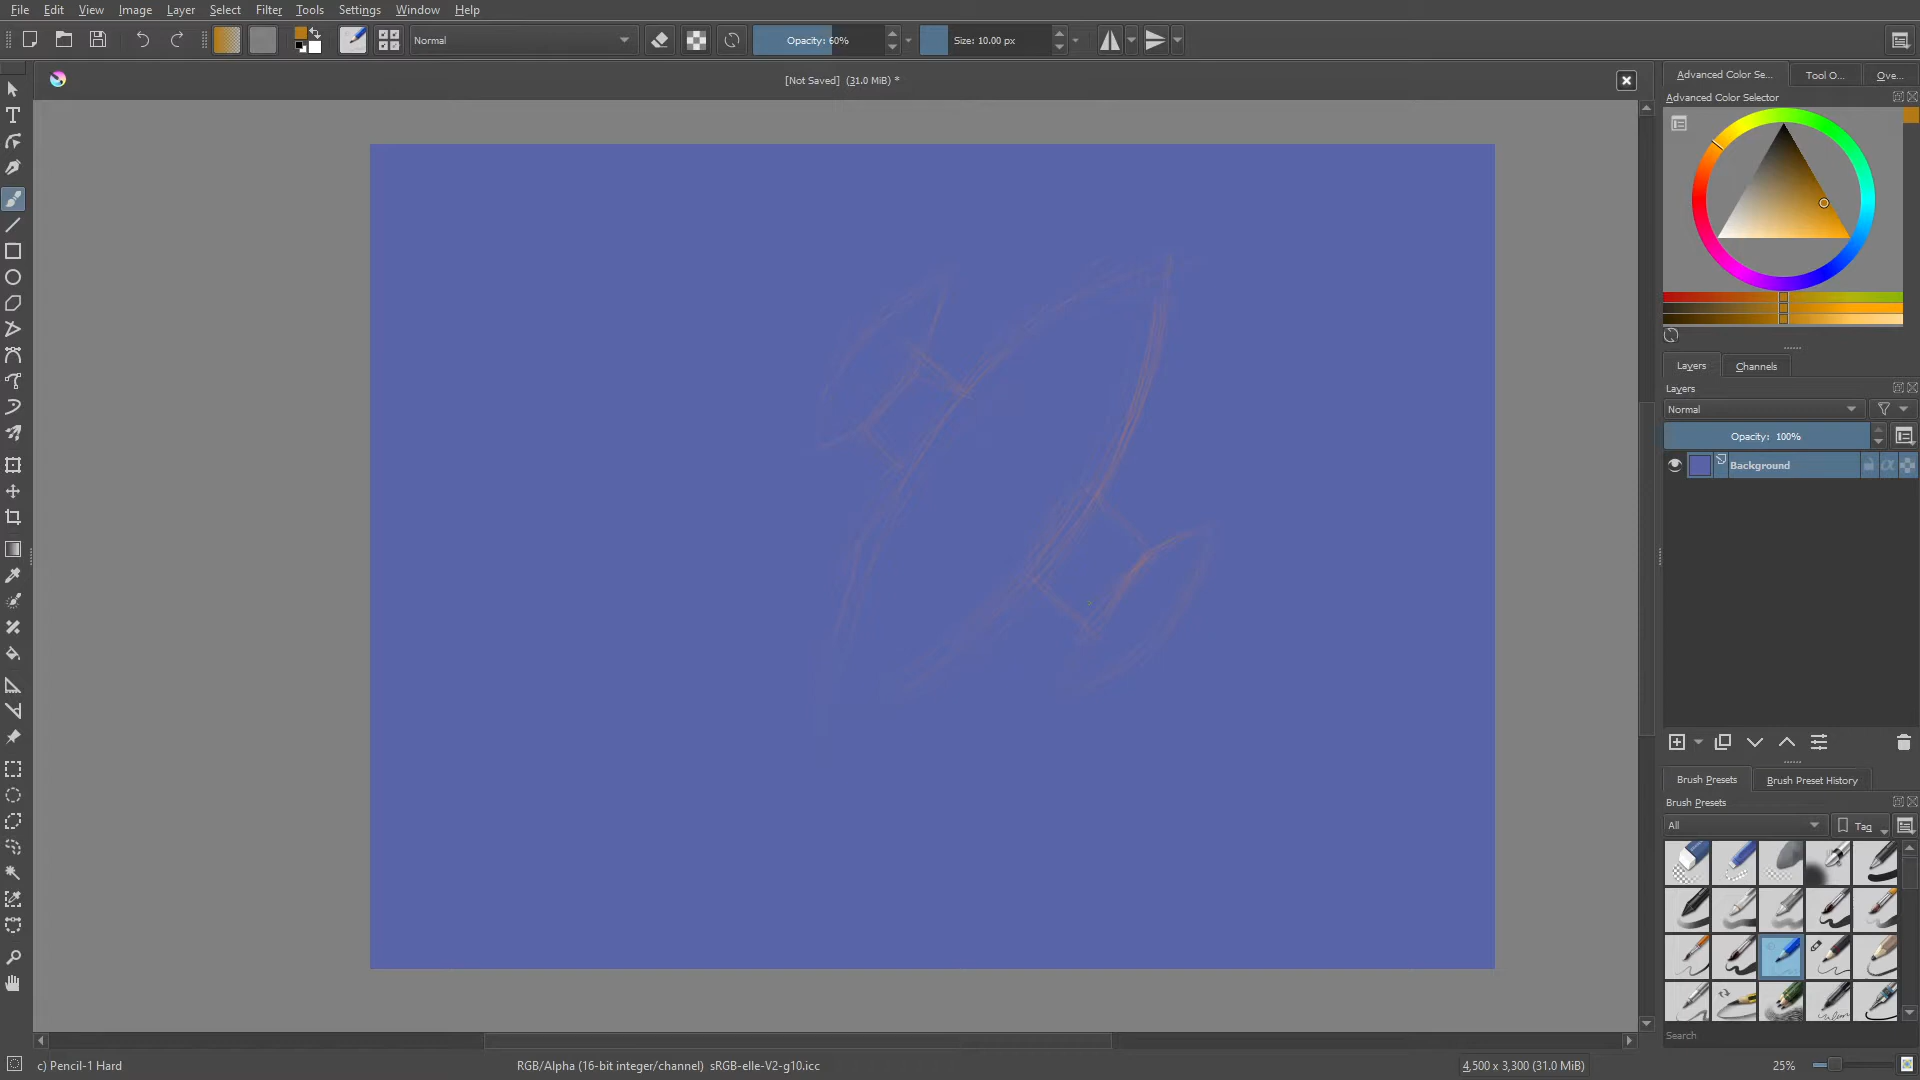 File Edit View Image Layer Select Filter Tools Settings Window Help
Normal Opacity: 60% Size: 10.00 px
[Not Saved] (31.0 MiB) *
Advanced Color Se... Tool O... Ove...
Advanced Color Selector
Layers Channels
Layers
Normal
Opacity: 100%
Background
Brush Presets Brush Preset History
Brush Presets
All Tag
Search
c) Pencil-1 Hard RGB/Alpha (16-bit integer/channel) sRGB-elle-V2-g10.icc 4,500 x 3,300 (31.0 MiB) 25%